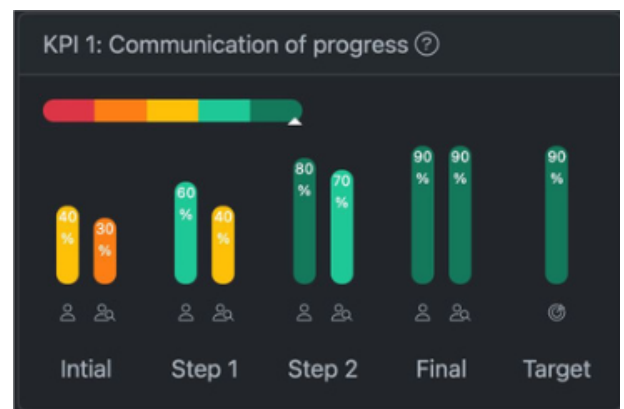 KPI 1: Communication of progress ?
40 % 30 % 60 % 40 % 80 % 70 % 90 % 90 % 90 %
Intial Step 1 Step 2 Final Target